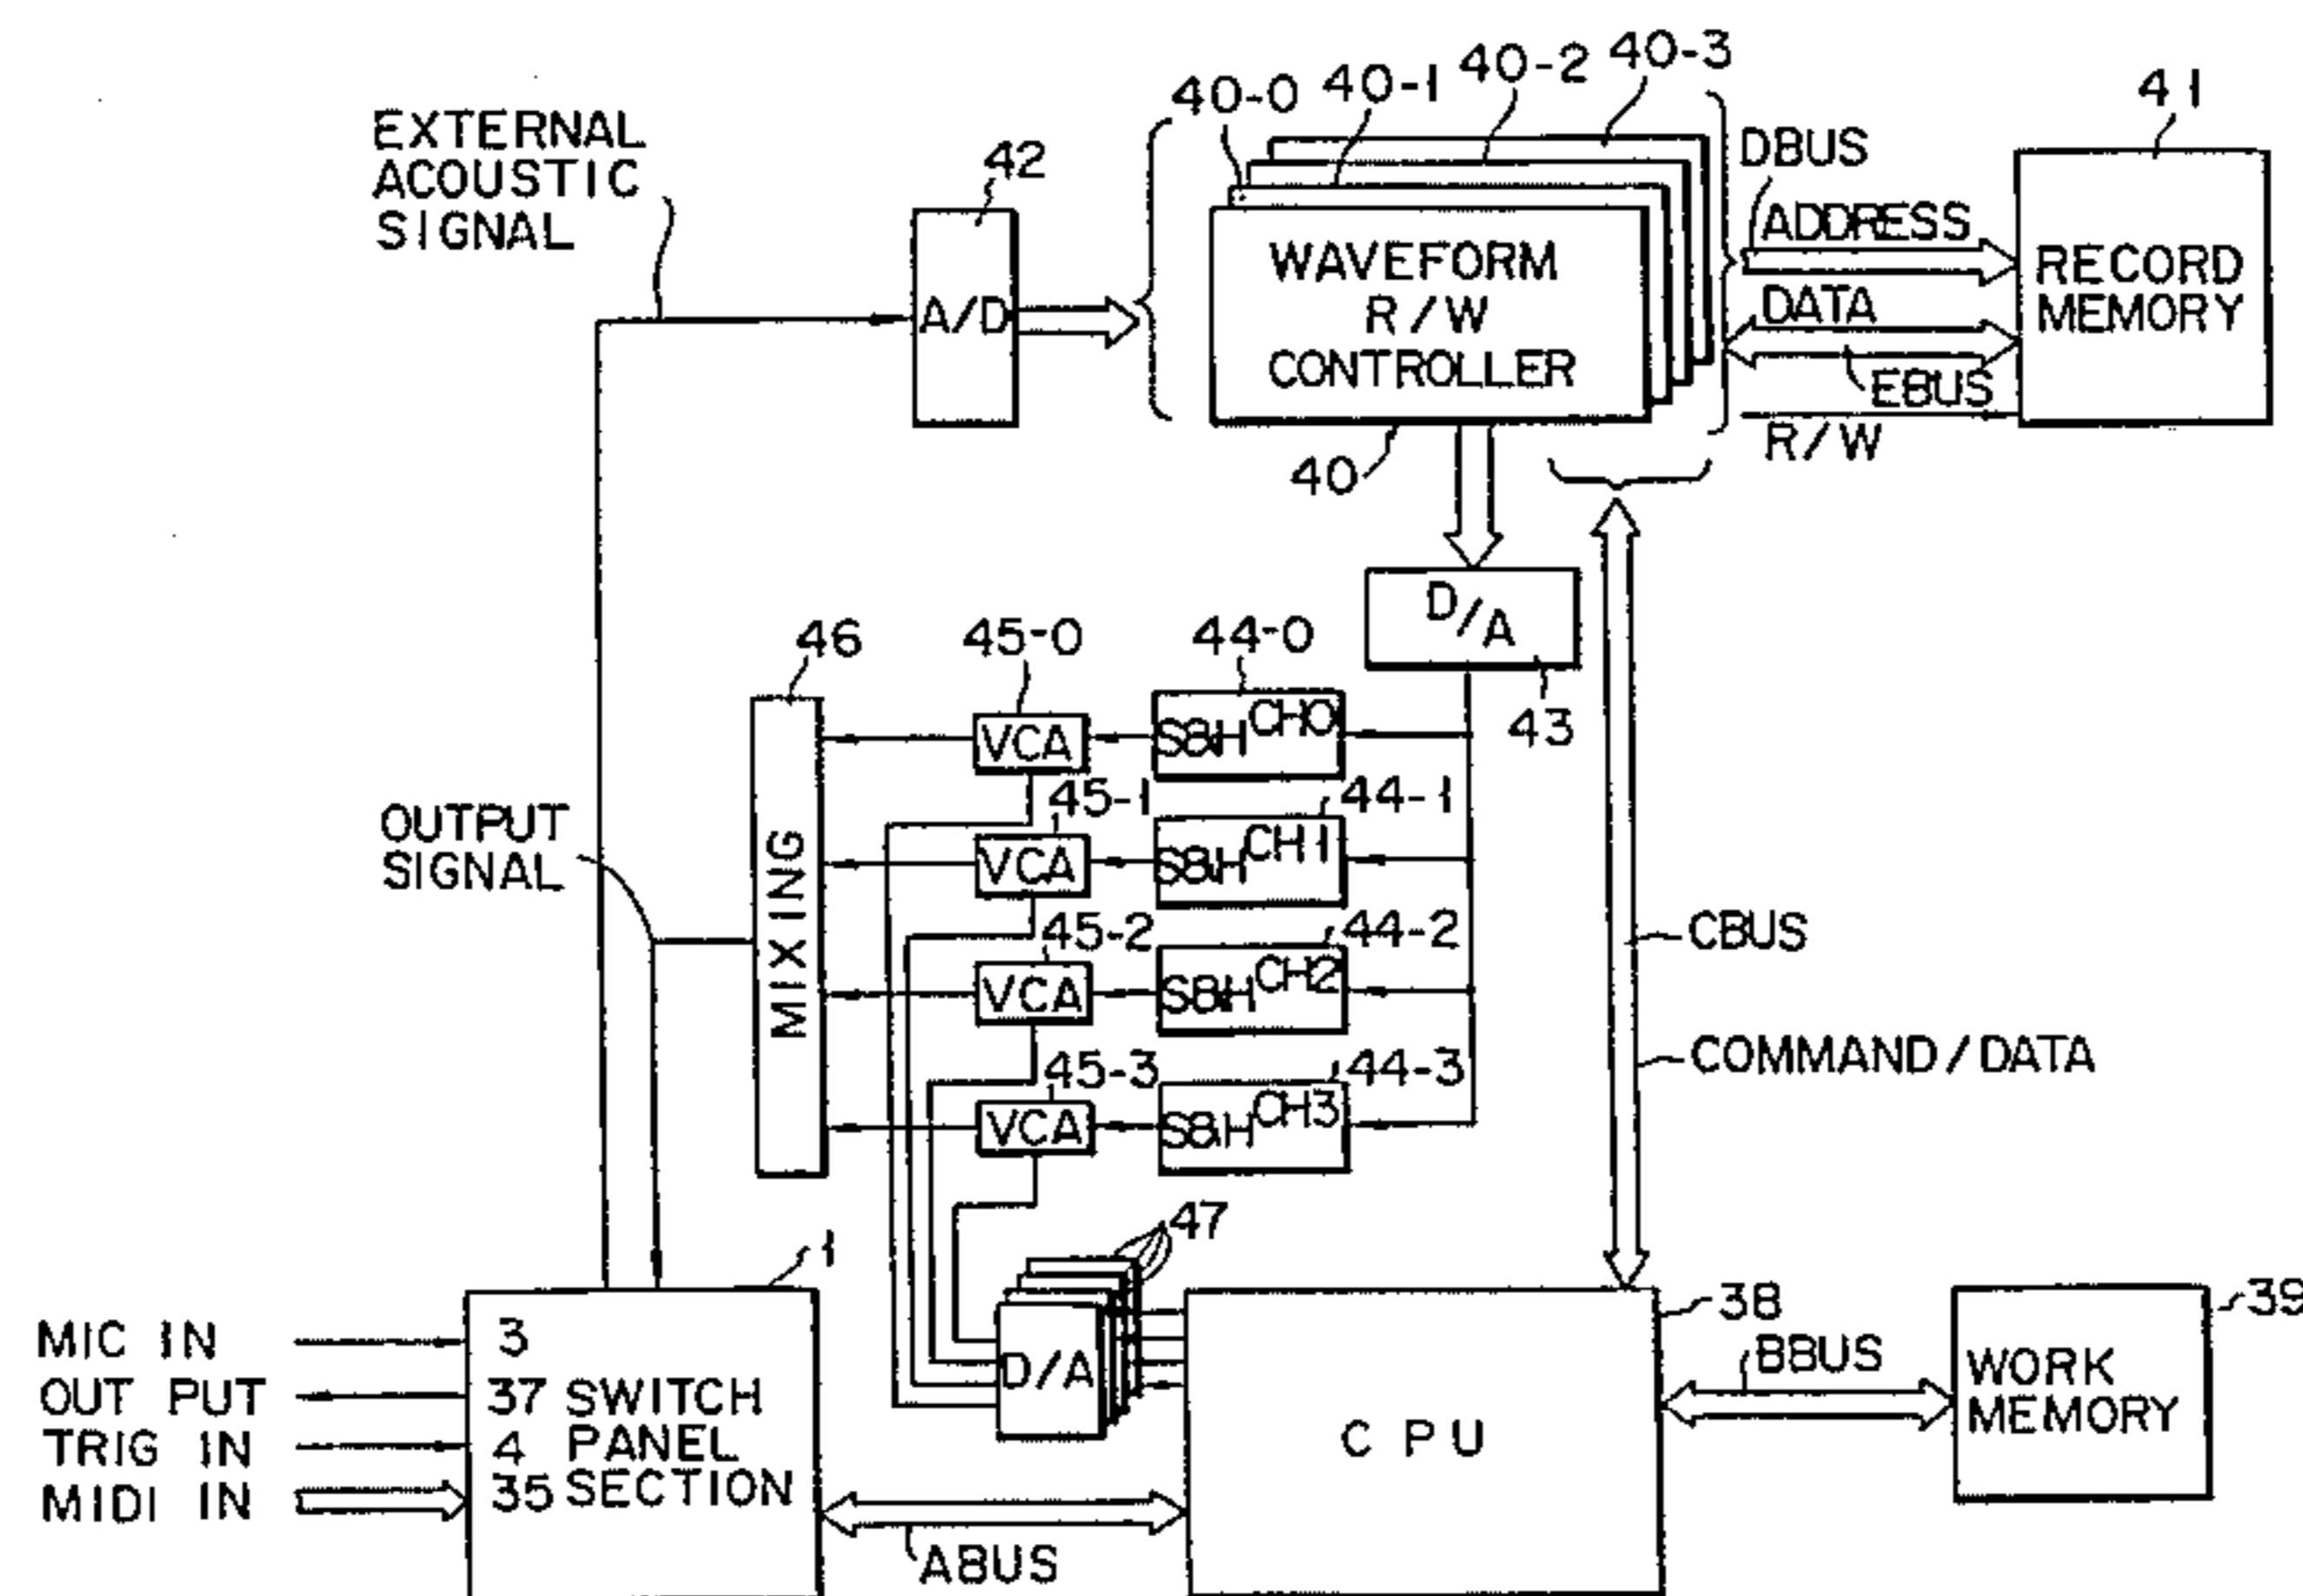 EXTERNAL
ACOUSTIC
SIGNAL
42
A/D
40-0
40-1
40-2
40-3
WAVEFORM
R/W
CONTROLLER
40
DBUS
ADDRESS
DATA
EBUS
R/W
41
RECORD
MEMORY
D/A
43
46
MIXING
45-0
VCA
44-0
S&H CH0
45-1
VCA
44-1
S&H CH1
45-2
VCA
44-2
S&H CH2
45-3
VCA
44-3
S&H CH3
OUTPUT
SIGNAL
CBUS
COMMAND/DATA
47
D/A
1
MIC IN
OUT PUT
TRIG IN
MIDI IN
3
37 SWITCH
4 PANEL
35 SECTION
ABUS
CPU
38
BBUS
39
WORK
MEMORY